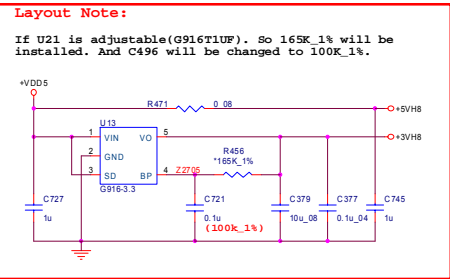 Layout Note:
If U21 is adjustable(G916T1UF). So 165K_1% will be
installed. And C496 will be changed to 100K_1%.
+VDD5
R471 0_08
+5VH8
U13
+3VH8
1 VIN VO 5
R456
2 GND
*165K_1%
3 SD BP 4 Z2705
G916-3.3
C727 C721 C379 C377 C745
1u 0.1u 10u_08 0.1u_04 1u
(100k_1%)